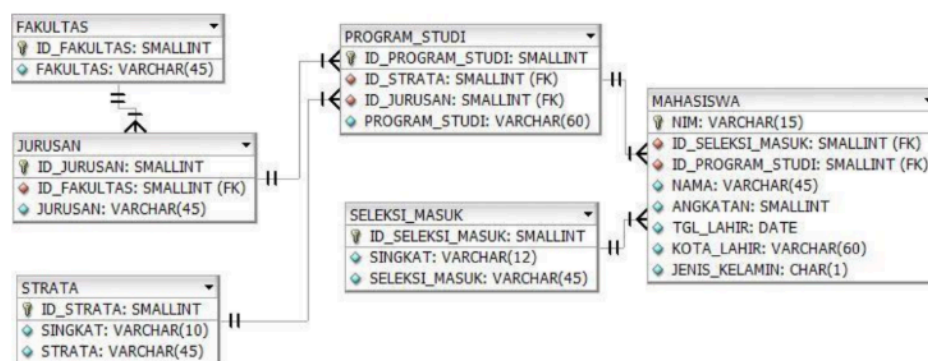 FAKULTAS
ID_FAKULTAS: SMALLINT
FAKULTAS: VARCHAR(45)
JURUSAN
ID_JURUSAN: SMALLINT
ID_FAKULTAS: SMALLINT (FK)
JURUSAN: VARCHAR(45)
STRATA
ID_STRATA: SMALLINT
SINGKAT: VARCHAR(10)
STRATA: VARCHAR(45)
PROGRAM_STUDI
ID_PROGRAM_STUDI: SMALLINT
ID_STRATA: SMALLINT (FK)
ID_JURUSAN: SMALLINT (FK)
PROGRAM_STUDI: VARCHAR(60)
SELEKSI_MASUK
ID_SELEKSI_MASUK: SMALLINT
SINGKAT: VARCHAR(12)
SELEKSI_MASUK: VARCHAR(45)
MAHASISWA
NIM: VARCHAR(15)
ID_SELEKSI_MASUK: SMALLINT (FK)
ID_PROGRAM_STUDI: SMALLINT (FK)
NAMA: VARCHAR(45)
ANGKATAN: SMALLINT
TGL_LAHIR: DATE
KOTA_LAHIR: VARCHAR(60)
JENIS_KELAMIN: CHAR(1)